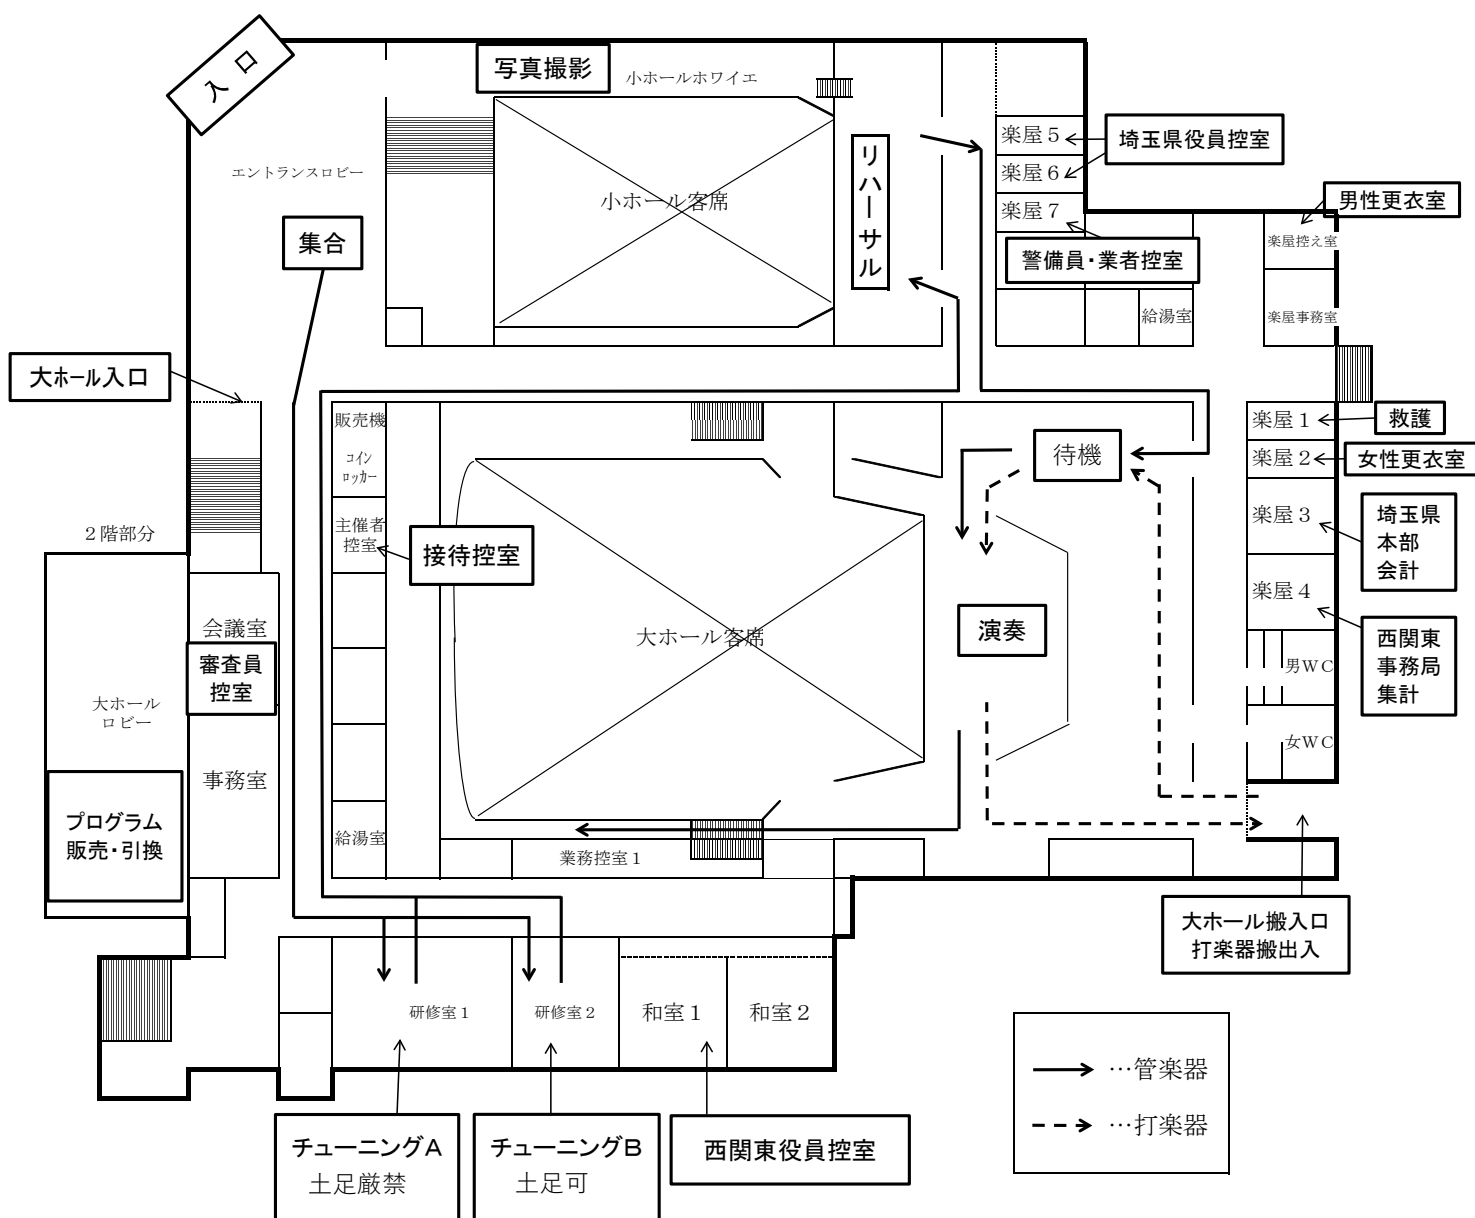 入口
写真撮影
小ホールホワイエ
エントランスロビー
小ホール客席
リハーサル
楽屋5
楽屋6
楽屋7
埼玉県役員控室
警備員・業者控室
男性更衣室
楽屋控え室
楽屋事務室
給湯室
集合
大ホール入口
販売機
コイン
ロッカー
主催者
控室
接待控室
待機
楽屋1
救護
楽屋2
女性更衣室
楽屋3
埼玉県
本部
会計
楽屋4
西関東
事務局
集計
男WC
女WC
2階部分
会議室
審査員
控室
大ホール
ロビー
事務室
プログラム
販売・引換
大ホール客席
演奏
給湯室
業務控室1
大ホール搬入口
打楽器搬出入
研修室1
研修室2
和室1
和室2
チューニングA
土足厳禁
チューニングB
土足可
西関東役員控室
…管楽器
…打楽器